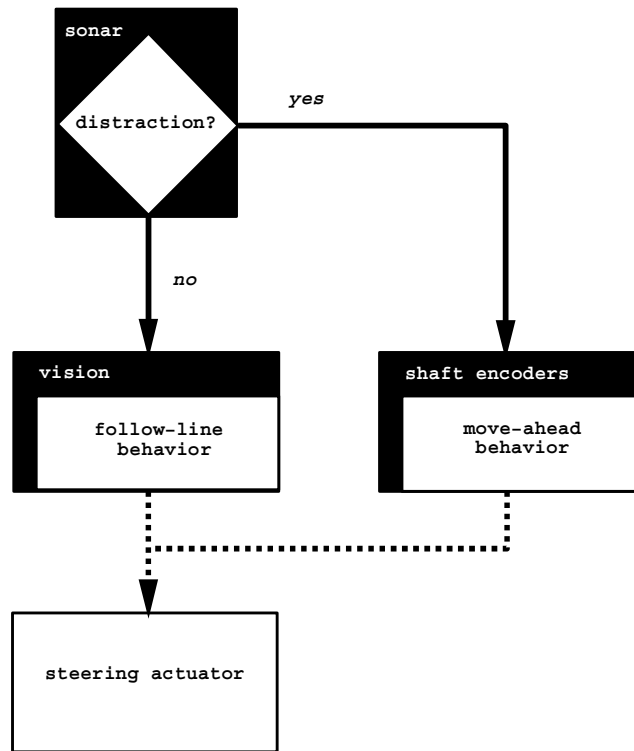 sonar
distraction?
yes
no
vision
follow-line
behavior
shaft encoders
move-ahead
behavior
steering actuator